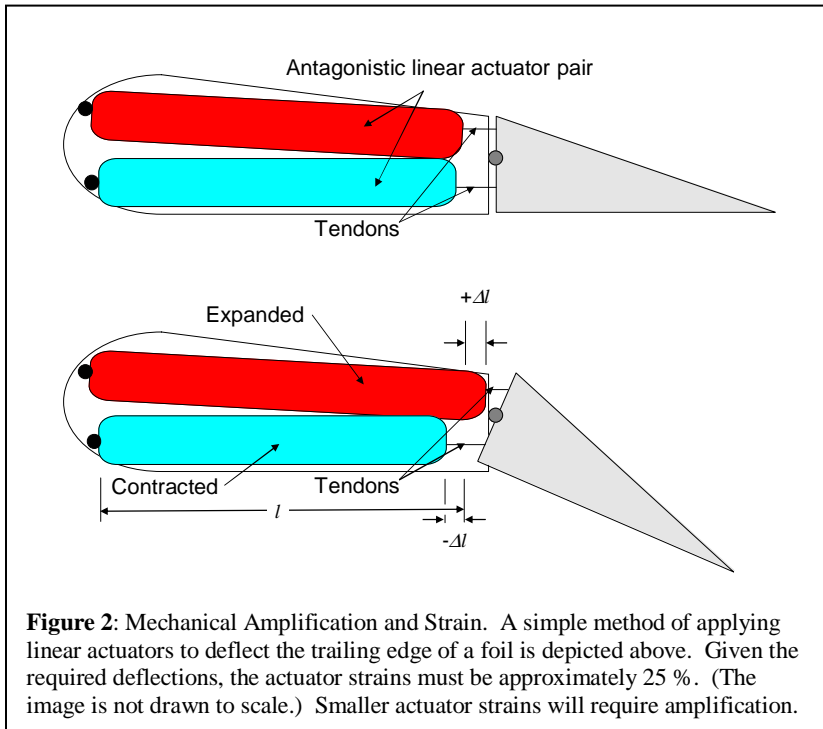 Antagonistic linear actuator pair
Tendons
+Δl
Expanded
Contracted
Tendons
l
-Δl
Figure 2: Mechanical Amplification and Strain. A simple method of applying
linear actuators to deflect the trailing edge of a foil is depicted above. Given the
required deflections, the actuator strains must be approximately 25 %. (The
image is not drawn to scale.) Smaller actuator strains will require amplification.